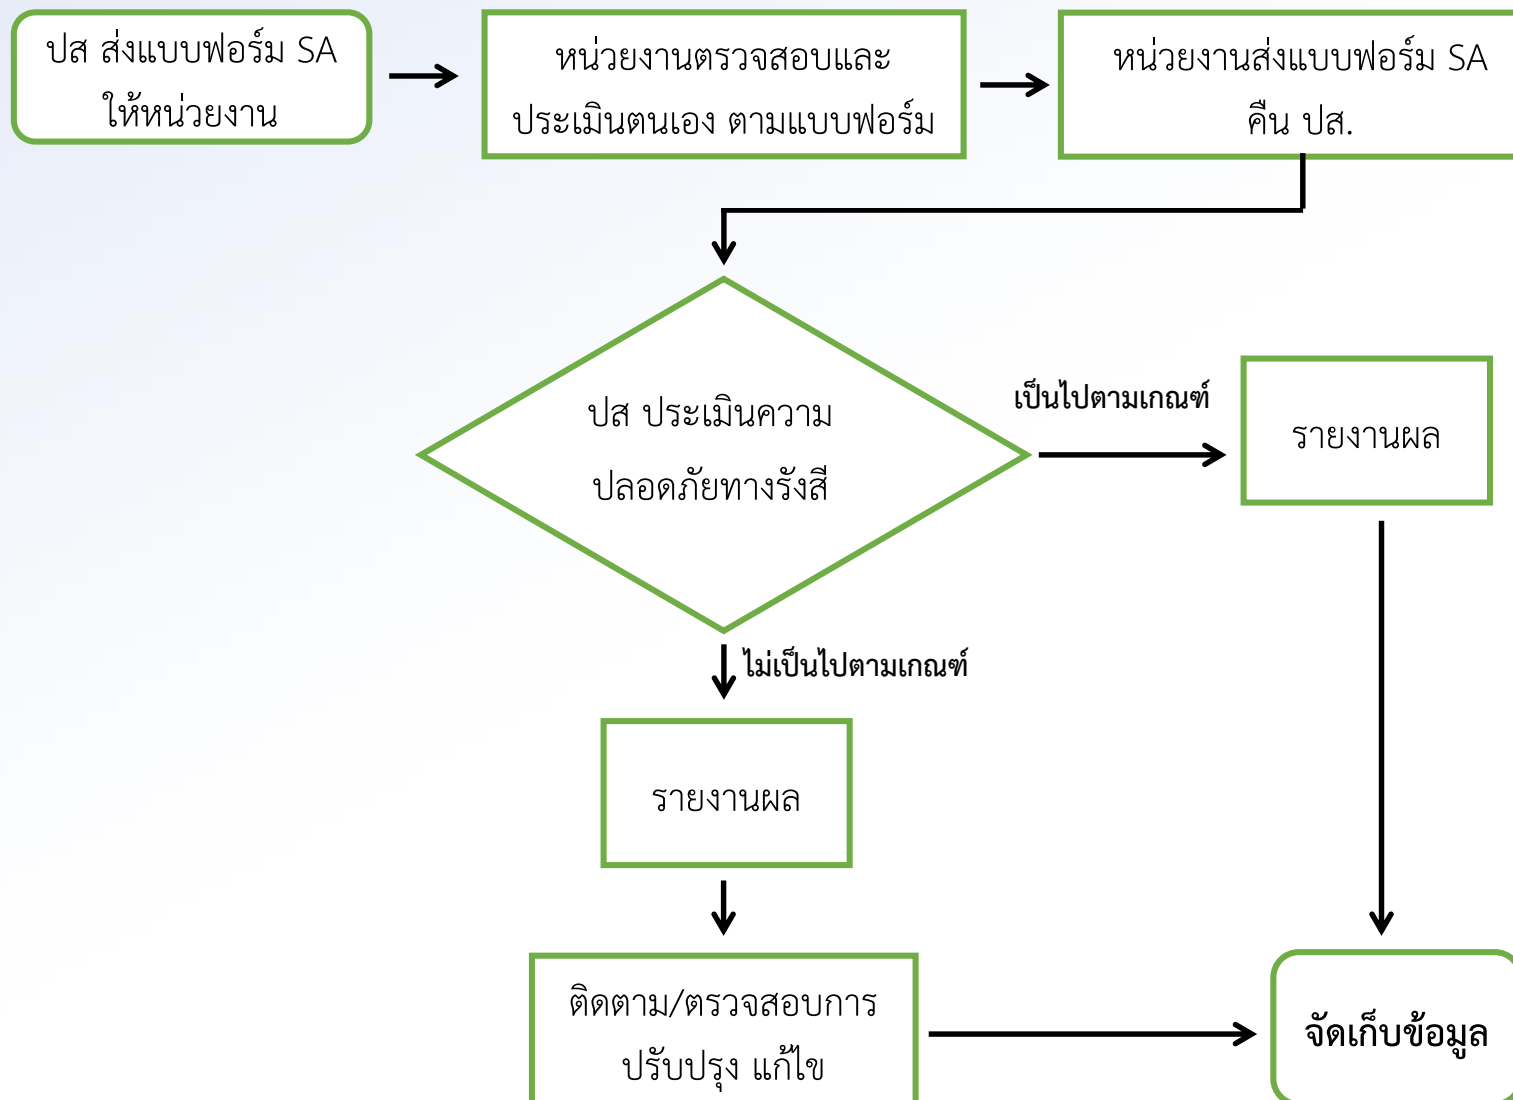 ปส ส่งแบบฟอร์ม SA
ให้หน่วยงาน
หน่วยงานตรวจสอบและ
ประเมินตนเอง ตามแบบฟอร์ม
หน่วยงานส่งแบบฟอร์ม SA
คืน ปส.
ปส ประเมินความ
ปลอดภัยทางรังสี
เป็นไปตามเกณฑ์
รายงานผล
ไม่เป็นไปตามเกณฑ์
รายงานผล
ติดตาม/ตรวจสอบการ
ปรับปรุง แก้ไข
จัดเก็บข้อมูล